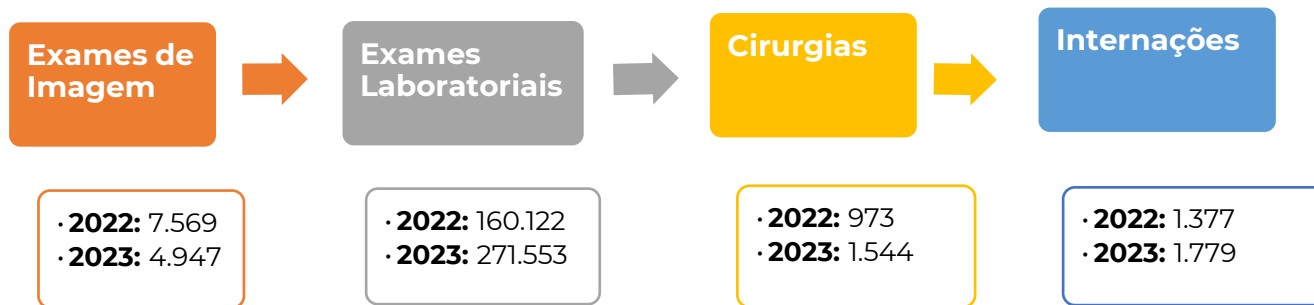 Exames de
Imagem
Exames
Laboratoriais
Cirurgias
Internações
· 2022: 7.569
· 2023: 4.947
· 2022: 160.122
· 2023: 271.553
· 2022: 973
· 2023: 1.544
· 2022: 1.377
· 2023: 1.779